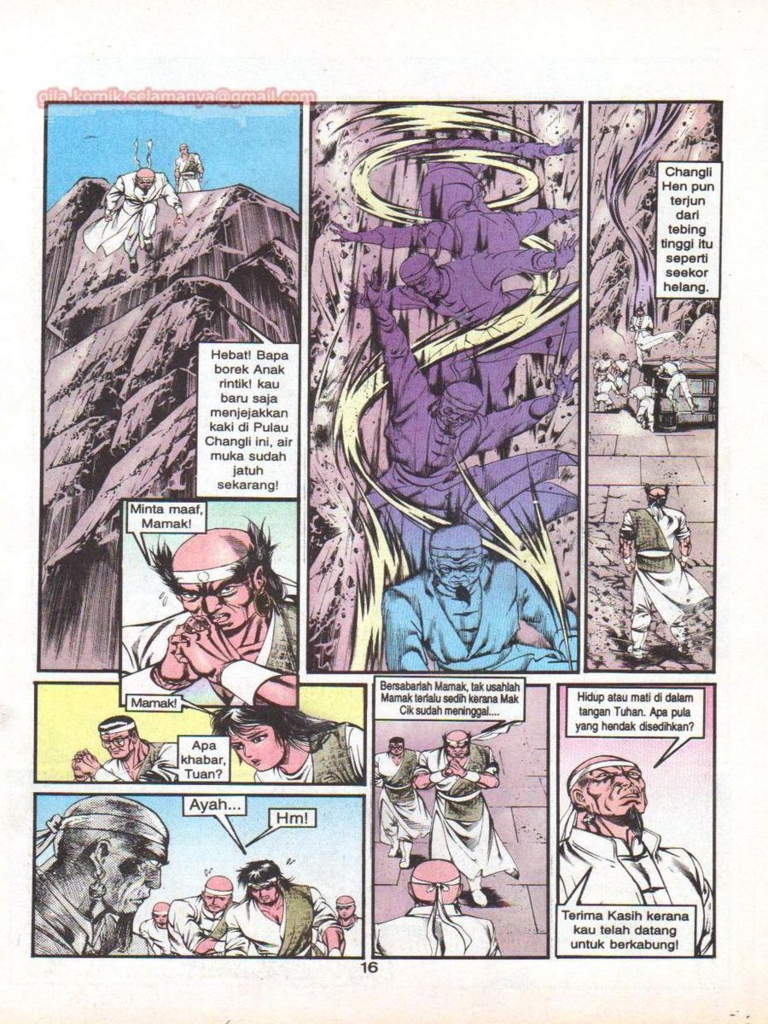 gila.komik.selamanya@gmail.com
Hebat! Bapa
borek Anak
rintik! kau
baru saja
menjejakkan
kaki di Pulau
Changli ini, air
muka sudah
jatuh
sekarang!
Changli
Hen pun
terjun
dari
tebing
tinggi itu
seperti
seekor
helang.
Minta maaf,
Mamak!
Mamak!
Apa
khabar,
Tuan?
Bersabarlah Mamak, tak usahlah
Mamak terlalu sedih kerana Mak
Cik sudah meninggal....
Hidup atau mati di dalam
tangan Tuhan. Apa pula
yang hendak disedihkan?
Ayah...
Hm!
Terima Kasih kerana
kau telah datang
untuk berkabung!
16